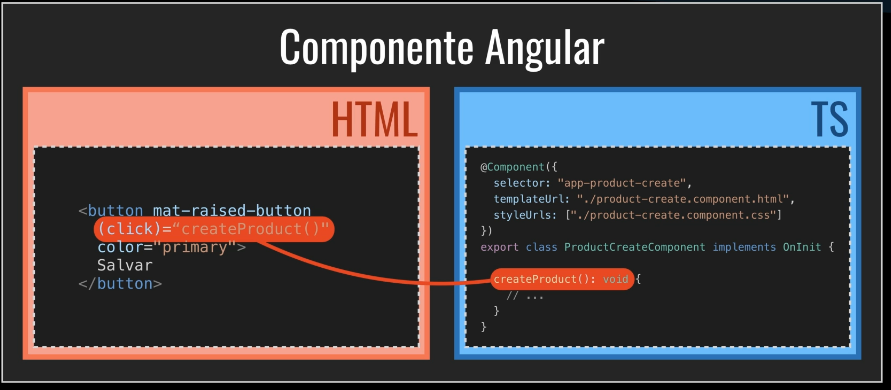 Componente Angular
HTML
<button mat-raised-button
(click)=“createProduct()"
color="primary">
Salvar
</button>
TS
@Component({
selector: "app-product-create",
templateUrl: "./product-create.component.html",
styleUrls: ["./product-create.component.css"]
})
export class ProductCreateComponent implements OnInit {
createProduct(): void {
// ...
}
}